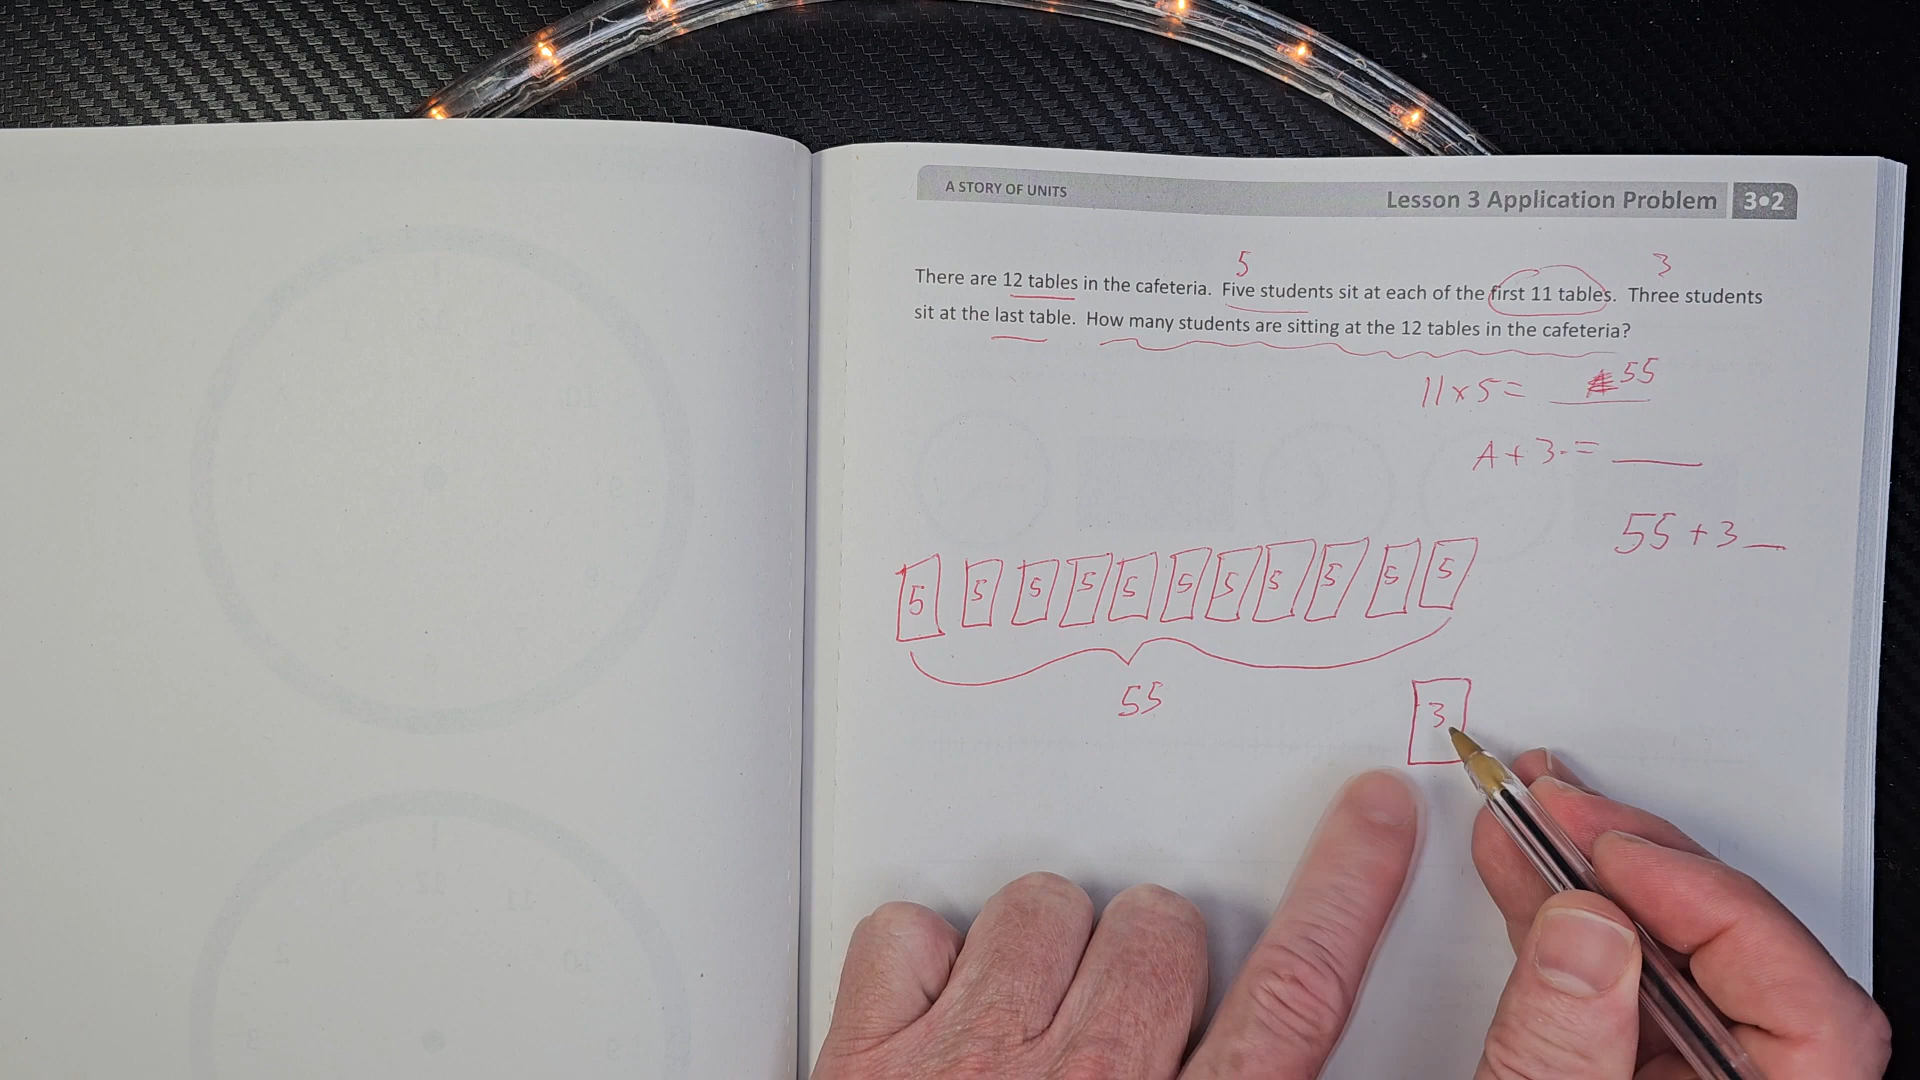 A STORY OF UNITS
Lesson 3 Application Problem 3•2
5 3
There are 12 tables in the cafeteria. Five students sit at each of the first 11 tables. Three students
sit at the last table. How many students are sitting at the 12 tables in the cafeteria?
11 x 5 = 55
A + 3 = ___
55 + 3 __
5 5 5 5 5 5 5 5 5 5 5
55
3